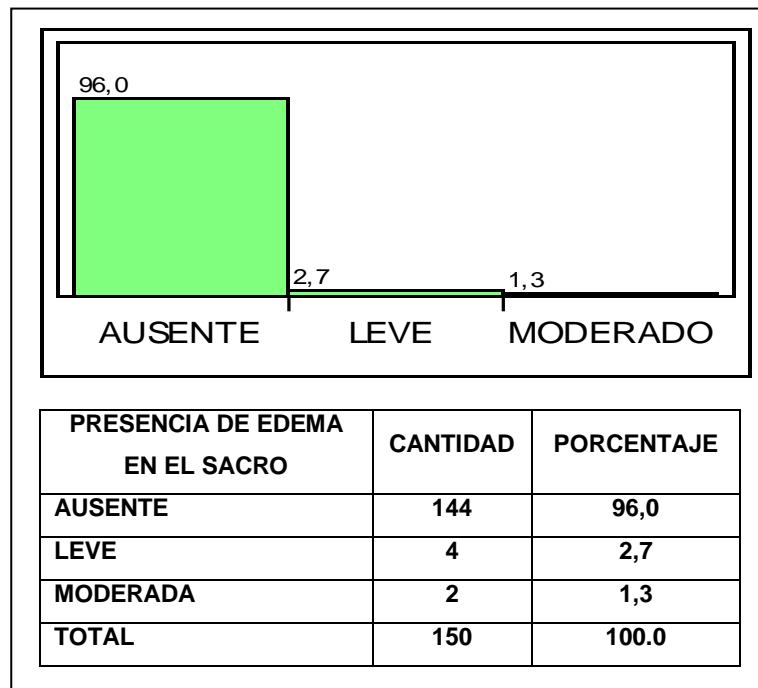 96,0
2,7
1,3
AUSENTE LEVE MODERADO
PRESENCIA DE EDEMA
EN EL SACRO
CANTIDAD PORCENTAJE
AUSENTE 144 96,0
LEVE 4 2,7
MODERADA 2 1,3
TOTAL 150 100.0